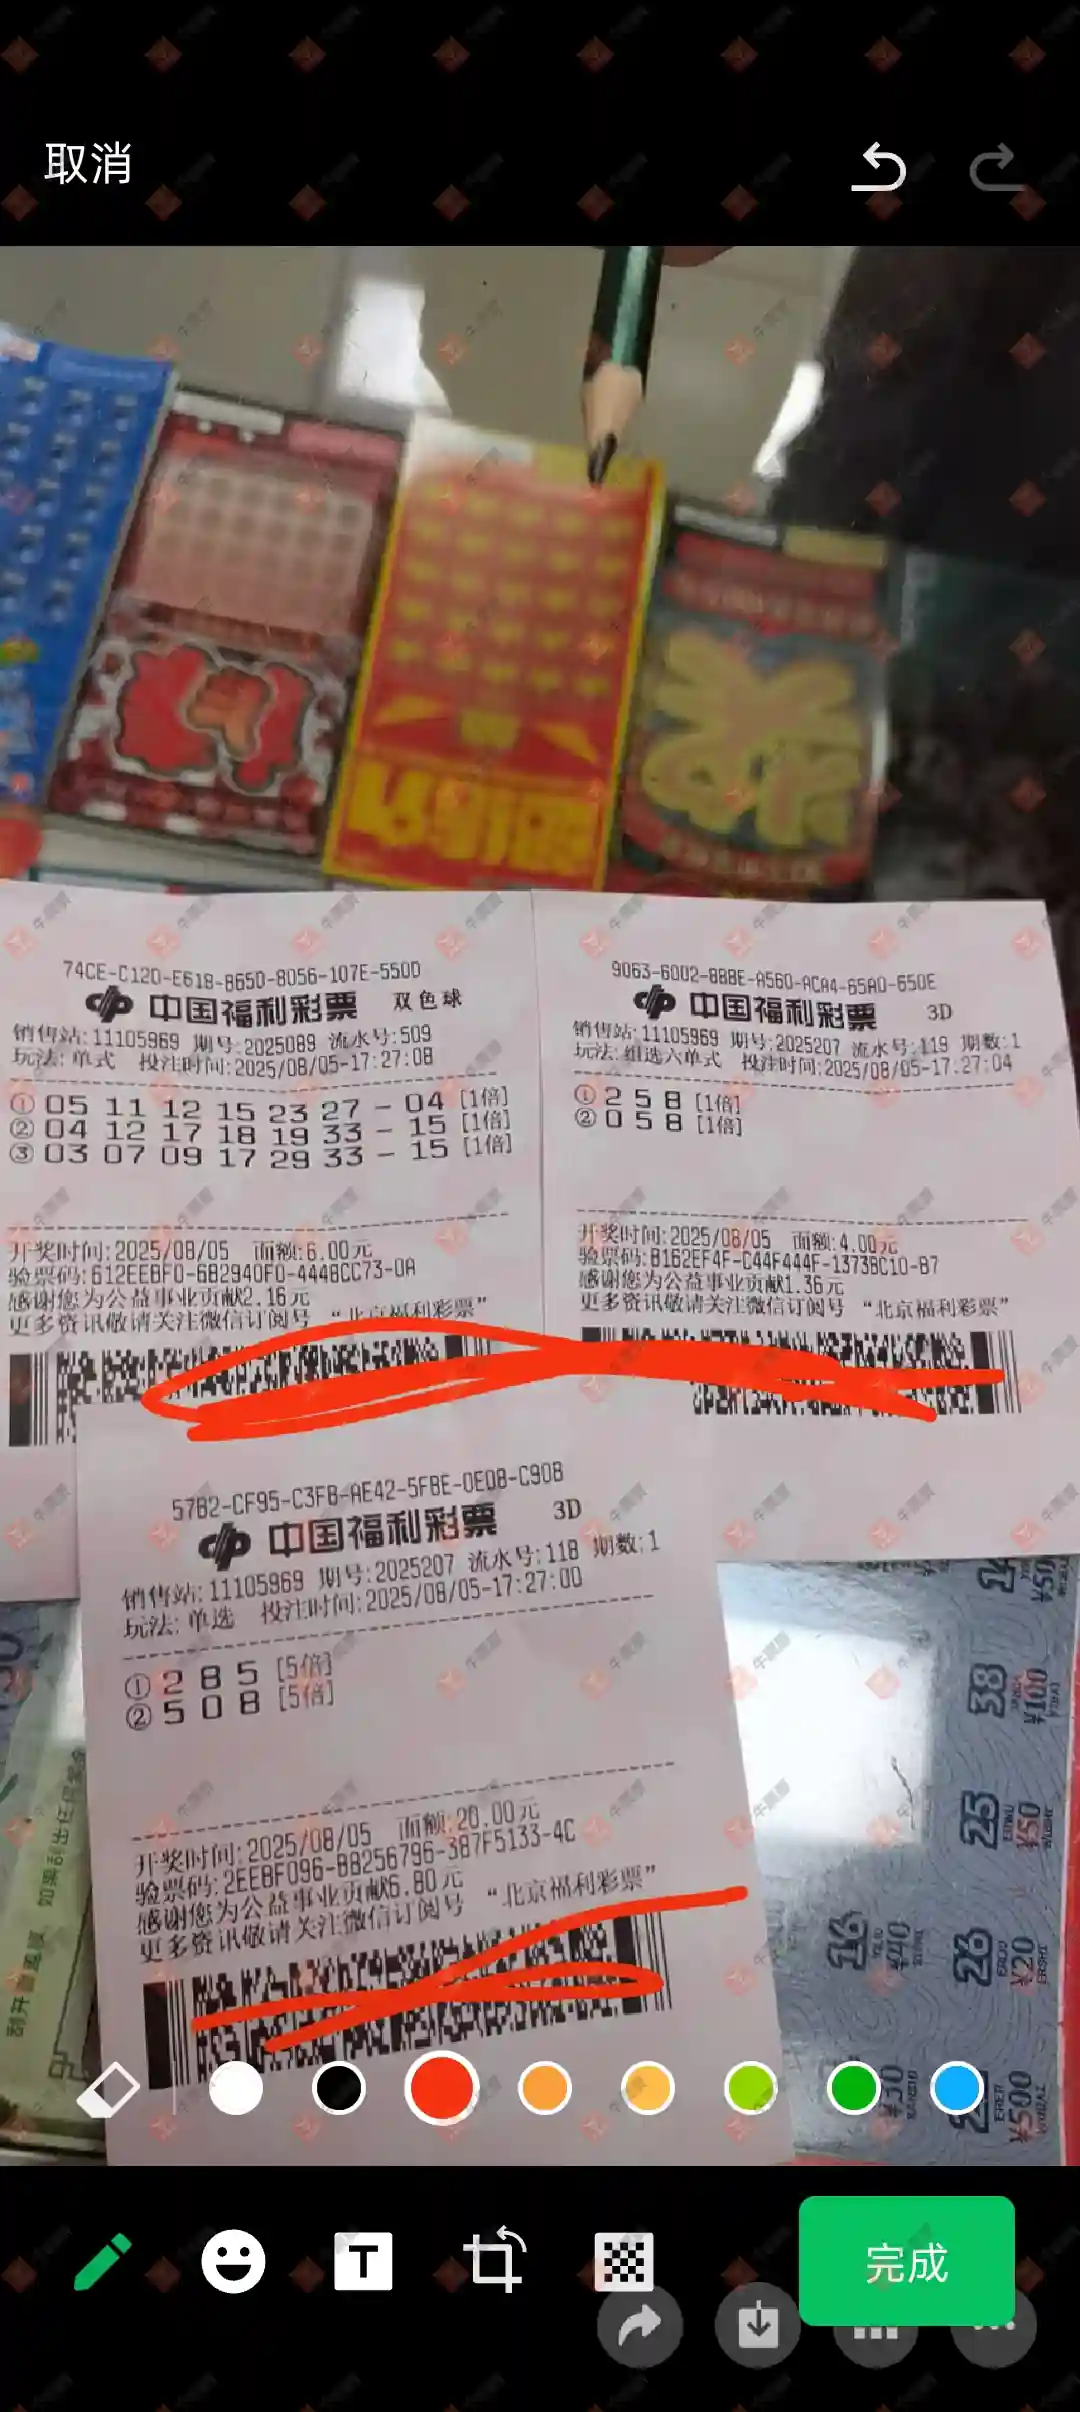 取消
74CE-C12D-E618-865D-8056-107E-550D
中国福利彩票 双色球
销售站:11105969 期号:2025089 流水号:509
玩法:单式 投注时间:2025/08/05-17:27:08
① 05 11 12 15 23 27 - 04 [1倍]
② 04 12 17 18 19 33 - 15 [1倍]
③ 03 07 09 17 29 33 - 15 [1倍]
开奖时间:2025/08/05 面额:6.00元
验票码:612EEBF0-6B2940F0-4448CC73-0A
感谢您为公益事业贡献2.16元
更多资讯敬请关注微信订阅号 “北京福利彩票”
9063-6002-8B8E-A560-ACA4-65A0-650E
中国福利彩票 3D
销售站:11105969 期号:2025207 流水号:119 期数:1
玩法:组选六单式 投注时间:2025/08/05-17:27:04
① 2 5 8 [1倍]
② 0 5 8 [1倍]
开奖时间:2025/08/05 面额:4.00元
验票码:B162EF4F-C44F444F-1373BC10-B7
感谢您为公益事业贡献1.36元
更多资讯敬请关注微信订阅号 “北京福利彩票”
57B2-CF95-C3FB-AE42-5FBE-0E08-C908
中国福利彩票 3D
销售站:11105969 期号:2025207 流水号:118 期数:1
玩法:单选 投注时间:2025/08/05-17:27:00
① 2 8 5 [5倍]
② 5 0 8 [5倍]
开奖时间:2025/08/05 面额:20.00元
验票码:2EEBF096-BB256796-387F5133-4C
感谢您为公益事业贡献6.80元
更多资讯敬请关注微信订阅号 “北京福利彩票”
38
¥100
25
¥50
16
¥40
26
¥20
¥30
¥500
T
完成